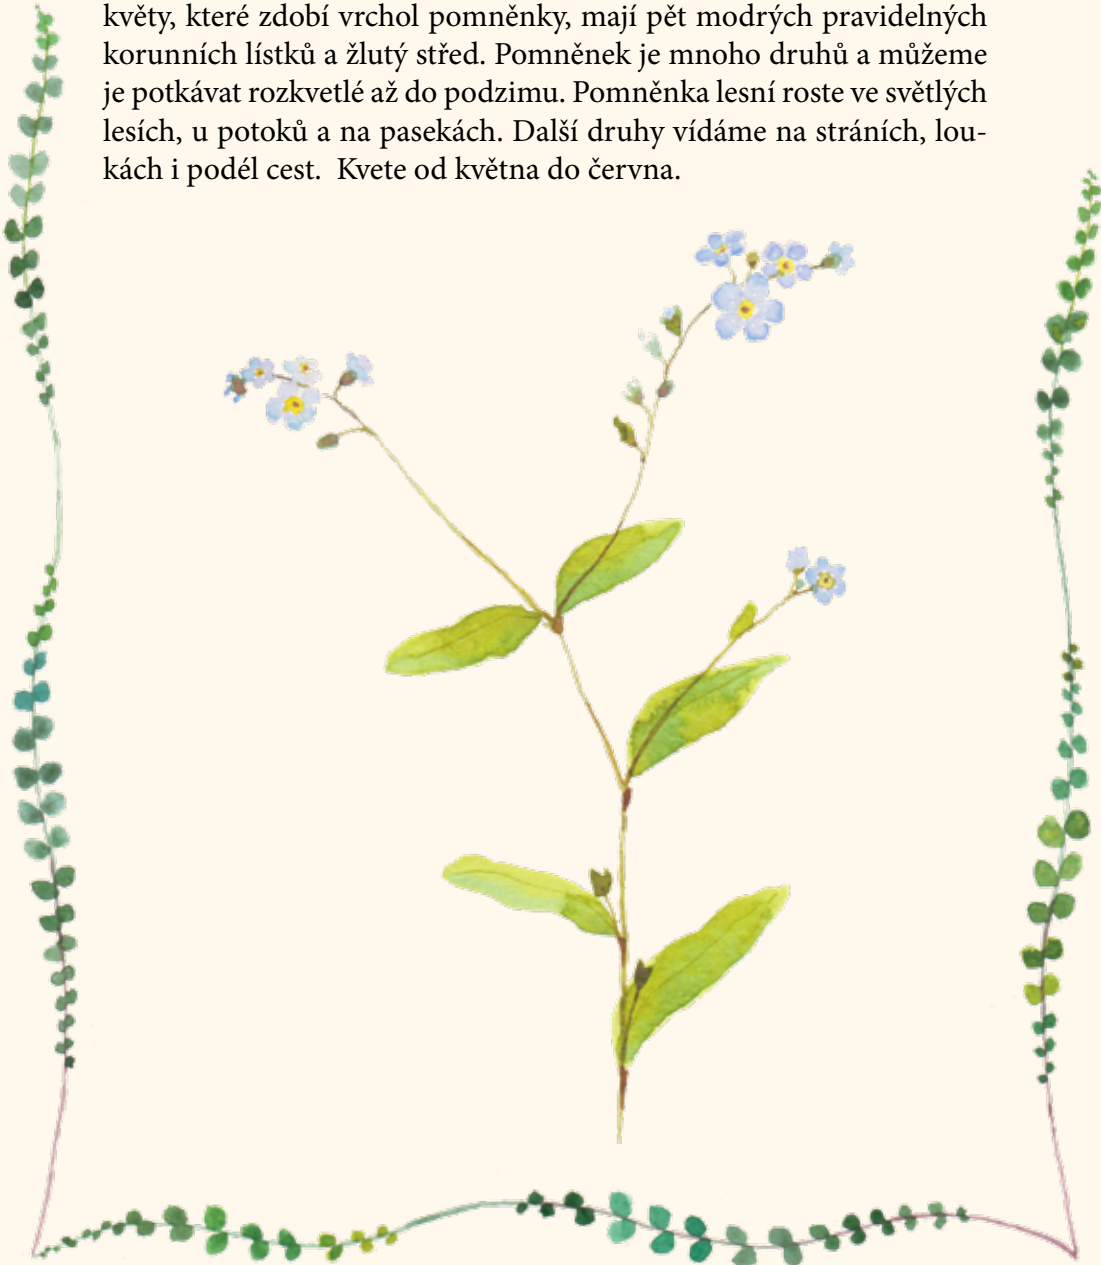 květy, které zdobí vrchol pomněnky, mají pět modrých pravidelných
korunních lístků a žlutý střed. Pomněnek je mnoho druhů a můžeme
je potkávat rozkvetlé až do podzimu. Pomněnka lesní roste ve světlých
lesích, u potoků a na pasekách. Další druhy vídáme na stráních, lou-
kách i podél cest.  Kvete od května do června.